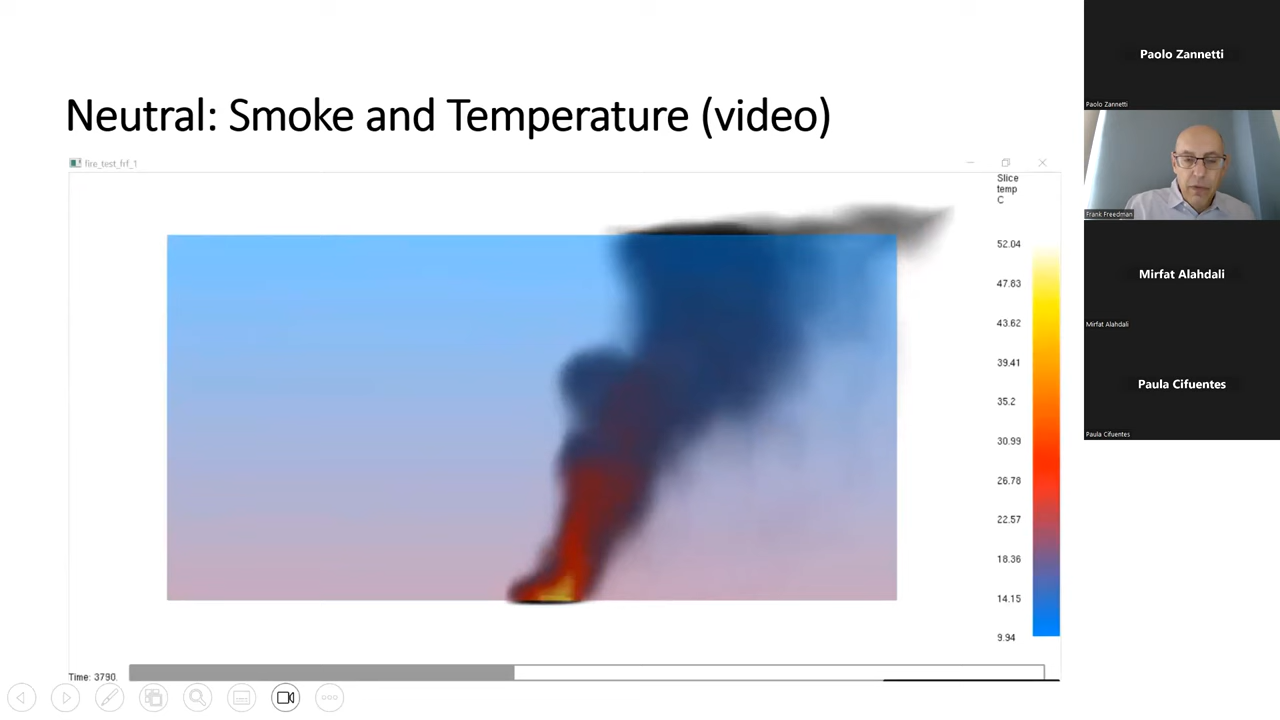 Neutral: Smoke and Temperature (video)
fire_test_frf_1
Slice
temp
C
52.04
47.83
43.62
39.41
35.2
30.99
26.78
22.57
18.36
14.15
9.94
Time: 3790
Paolo Zannetti
Paolo Zannetti
Frank Freedman
Mirfat Alahdali
Mirfat Alahdali
Paula Cifuentes
Paula Cifuentes